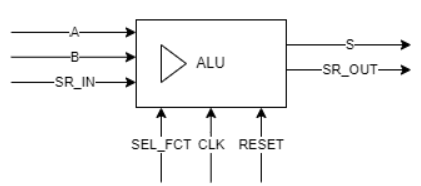 A
B
SR_IN
ALU
S
SR_OUT
SEL_FCT CLK RESET